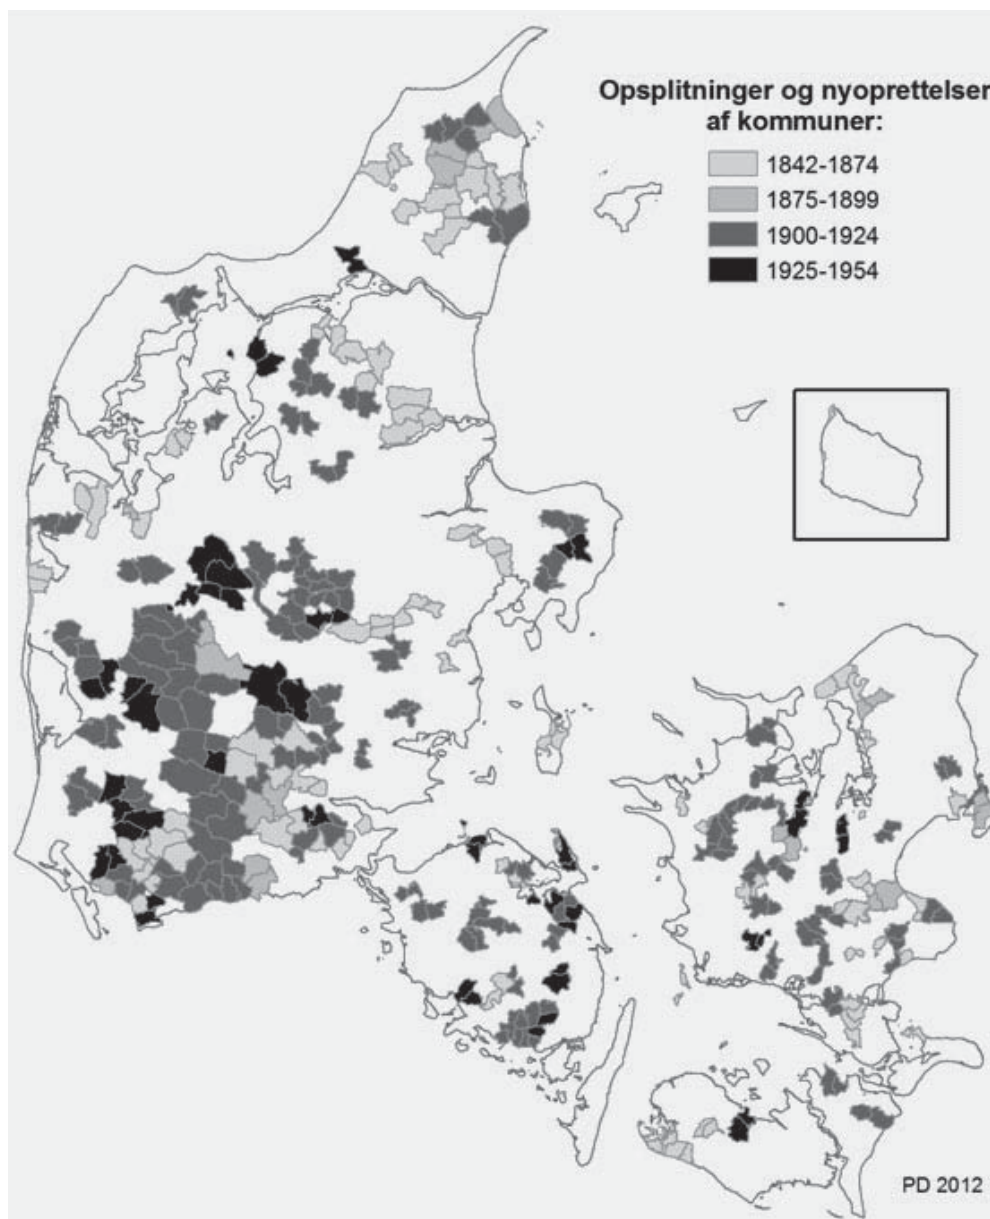 Opsplitninger og nyoprettelser
af kommuner:
1842-1874
1875-1899
1900-1924
1925-1954
PD 2012